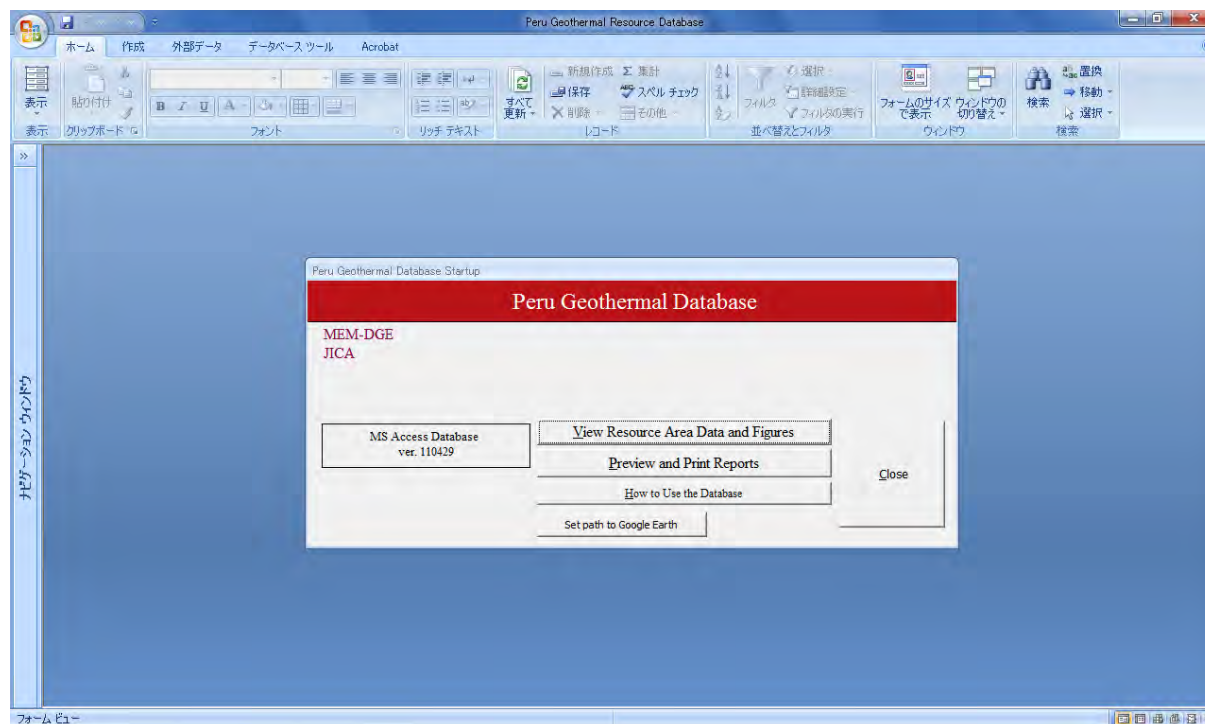 Peru Geothermal Resource Database
ホーム 作成 外部データ データベース ツール Acrobat
表示
貼り付け
B I U A
すべて更新
新規作成 Σ 集計
保存 スペル チェック
削除 その他
フィルタ
選択
詳細設定
フィルタの実行
フォームのサイズで表示
ウィンドウの切り替え
検索
置換
移動
選択
表示 クリップボード フォント リッチ テキスト レコード 並べ替えとフィルタ ウィンドウ 検索
ナビゲーション ウィンドウ
Peru Geothermal Database Startup
Peru Geothermal Database
MEM-DGE
JICA
MS Access Database
ver. 110429
View Resource Area Data and Figures
Preview and Print Reports
How to Use the Database
Set path to Google Earth
Close
フォーム ビュー